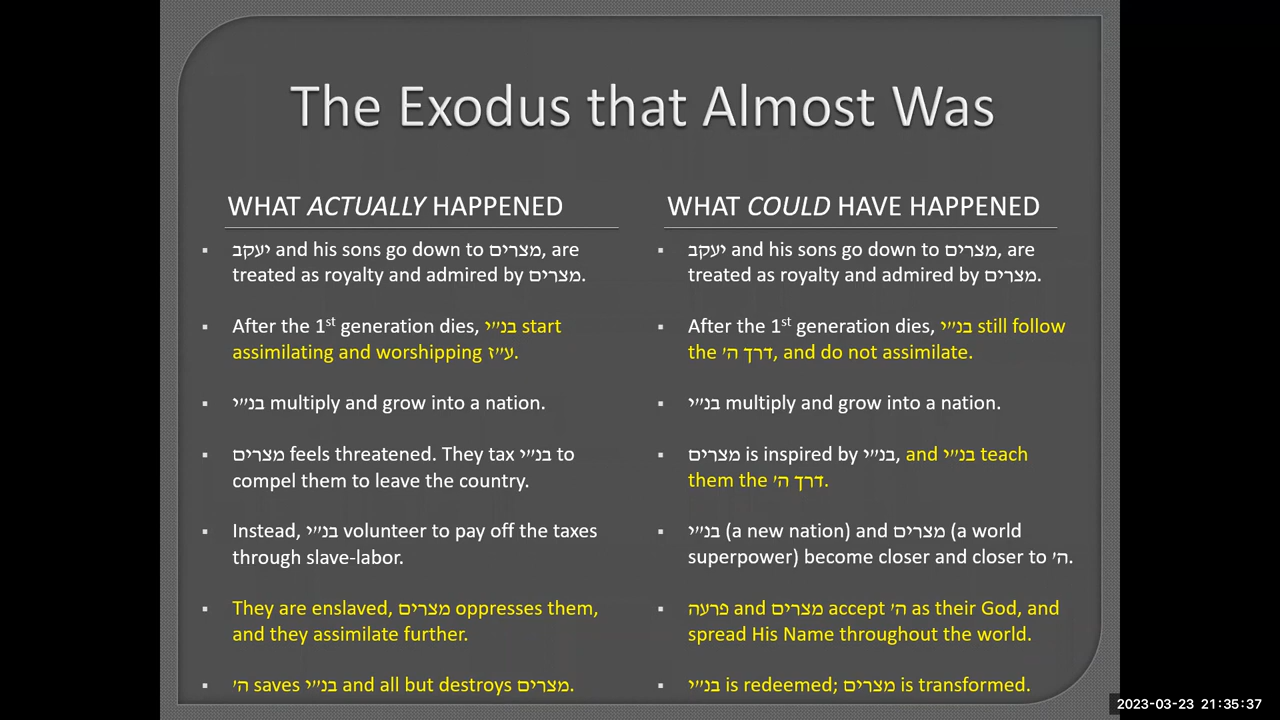 The Exodus that Almost Was
WHAT ACTUALLY HAPPENED
▪ יעקב and his sons go down to מצרים, are
treated as royalty and admired by מצרים.
▪ After the 1st generation dies, בנ״י start
assimilating and worshipping ע״ז.
▪ בנ״י multiply and grow into a nation.
▪ מצרים feels threatened. They tax בנ״י to
compel them to leave the country.
▪ Instead, בנ״י volunteer to pay off the taxes
through slave-labor.
▪ They are enslaved, מצרים oppresses them,
and they assimilate further.
▪ ה׳ saves בנ״י and all but destroys מצרים.
WHAT COULD HAVE HAPPENED
▪ יעקב and his sons go down to מצרים, are
treated as royalty and admired by מצרים.
▪ After the 1st generation dies, בנ״י still follow
the דרך ה׳, and do not assimilate.
▪ בנ״י multiply and grow into a nation.
▪ מצרים is inspired by בנ״י, and בנ״י teach
them the דרך ה׳.
▪ בנ״י (a new nation) and מצרים (a world
superpower) become closer and closer to ה׳.
▪ פרעה and מצרים accept ה׳ as their God, and
spread His Name throughout the world.
▪ בנ״י is redeemed; מצרים is transformed.
2023-03-23 21:35:37